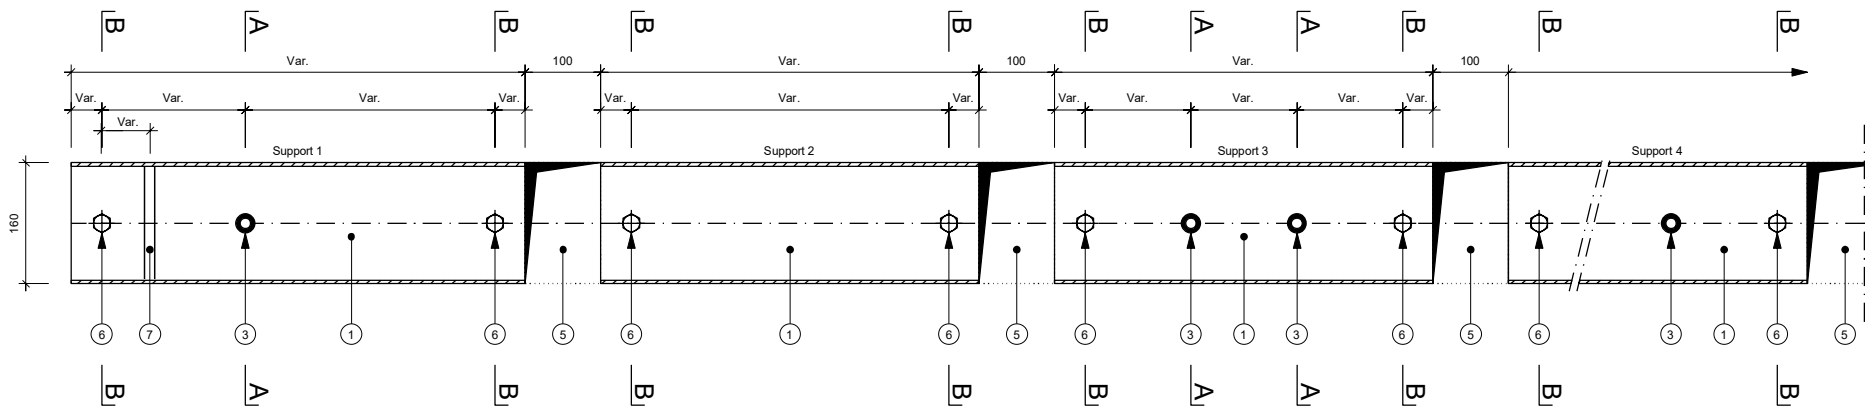 B A B B B B A A B B B
Var. 100 Var. 100 Var. 100
Var. Var. Var. Var. Var. Var. Var. Var. Var. Var. Var. Var.
Var.
Support 1 Support 2 Support 3 Support 4
160
6 7 3 1 6 5 6 1 6 5 6 3 1 3 6 5 6 3 1 6 5
B A B B B B A A B B B